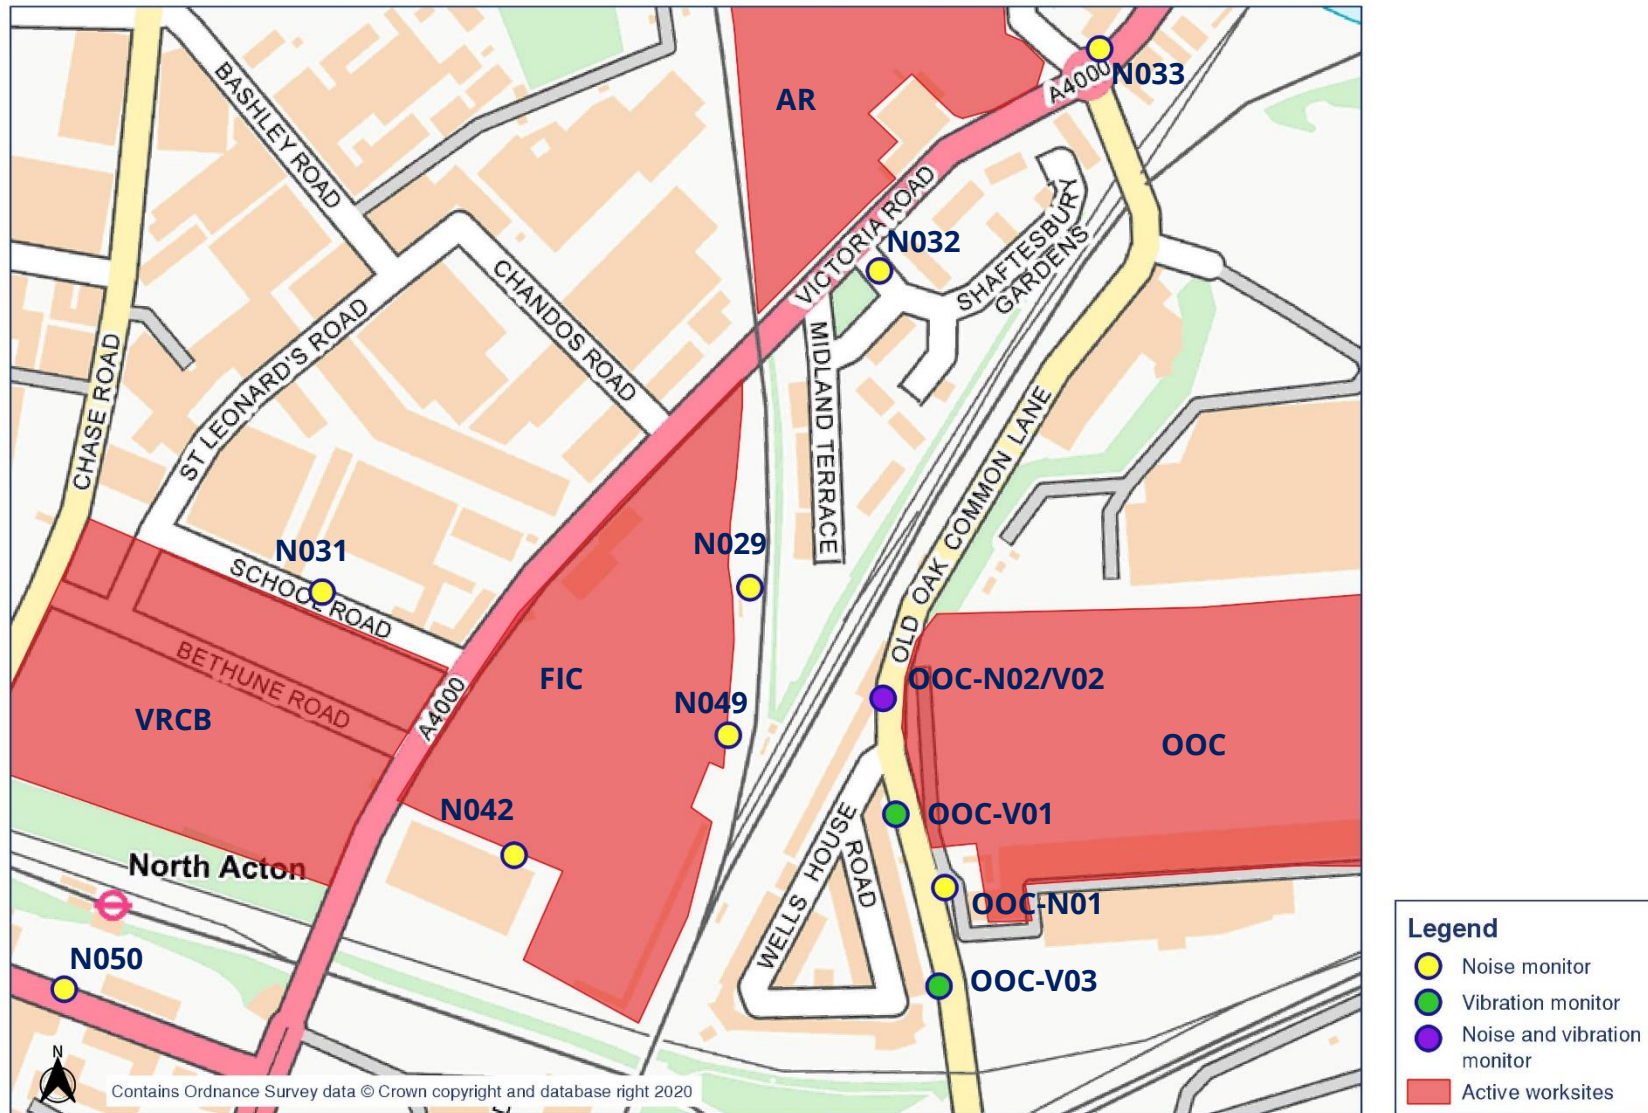 AR
A4000
N033
BASHLEY ROAD
VICTORIA ROAD
N032
SHAFTESBURY
GARDENS
CHANDOS ROAD
ST LEONARD'S ROAD
CHASE ROAD
MIDLAND TERRACE
OLD OAK COMMON LANE
N031
SCHOOL ROAD
N029
BETHUNE ROAD
FIC
VRCB
A4000
N049
OOC-N02/V02
OOC
N042
OOC-V01
WELLS HOUSE
ROAD
North Acton
OOC-N01
N050
OOC-V03
N
Contains Ordnance Survey data © Crown copyright and database right 2020
Legend
Noise monitor
Vibration monitor
Noise and vibration
monitor
Active worksites